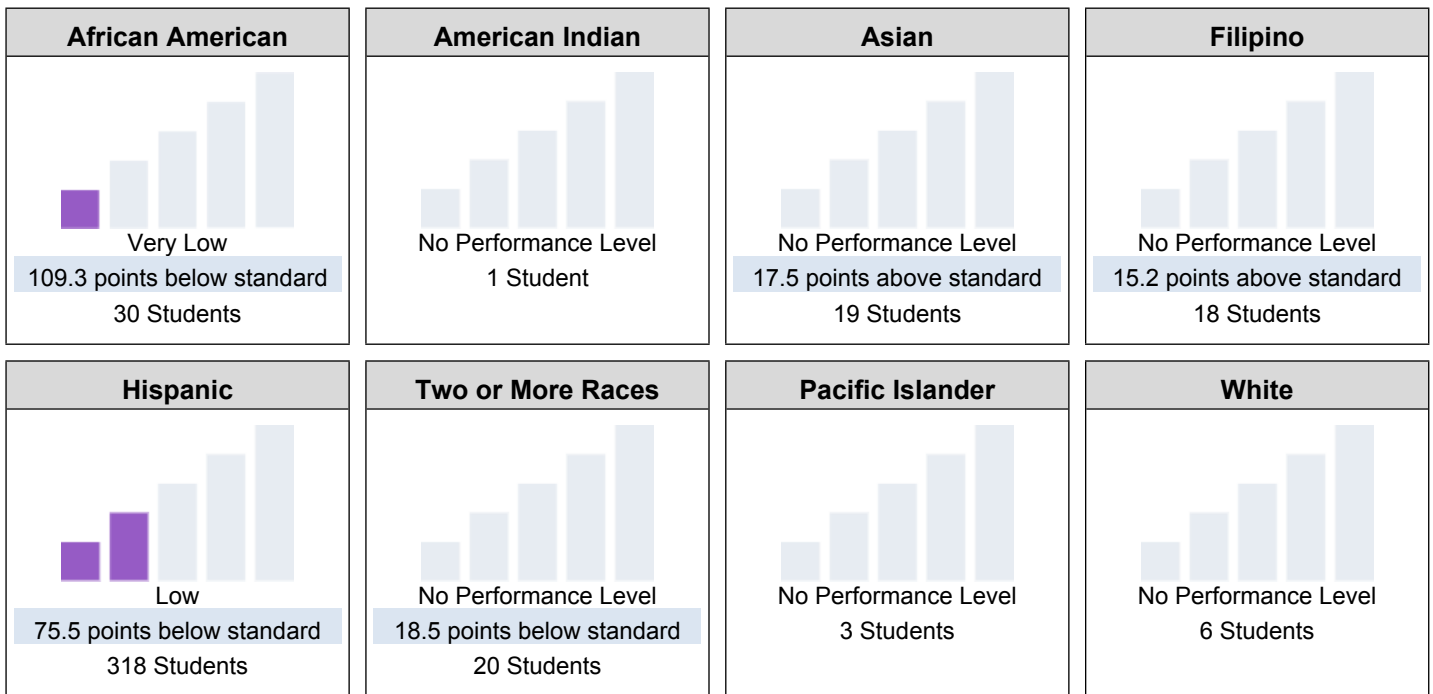 African American
Very Low
109.3 points below standard
30 Students
American Indian
No Performance Level
1 Student
Asian
No Performance Level
17.5 points above standard
19 Students
Filipino
No Performance Level
15.2 points above standard
18 Students
Hispanic
Low
75.5 points below standard
318 Students
Two or More Races
No Performance Level
18.5 points below standard
20 Students
Pacific Islander
No Performance Level
3 Students
White
No Performance Level
6 Students